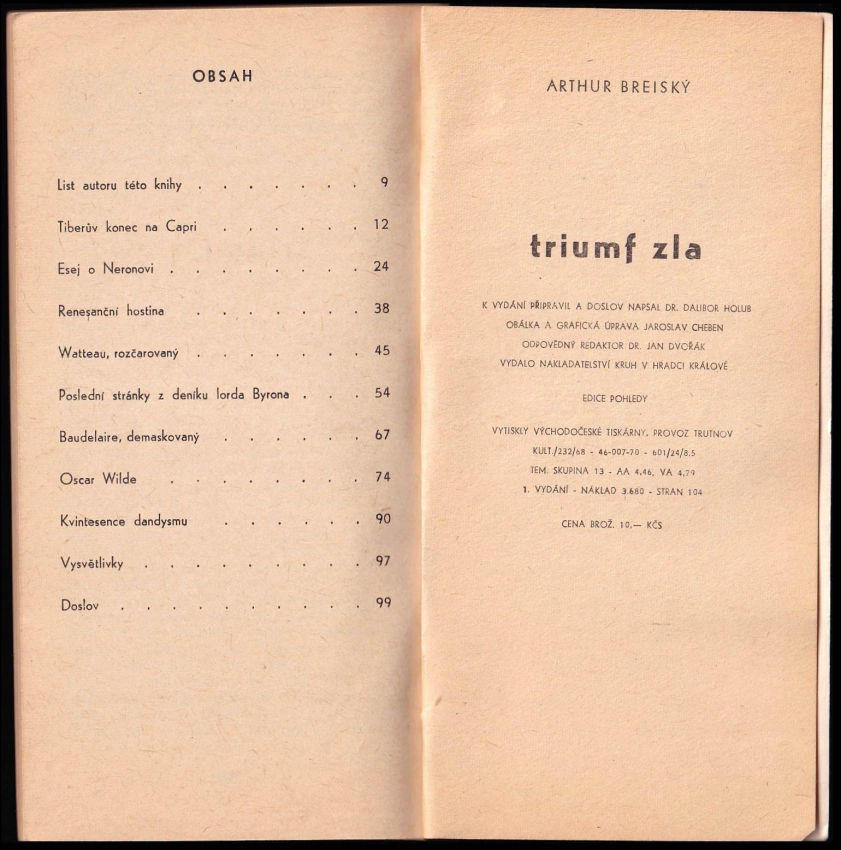 OBSAH
List autoru této knihy . . . . . . . 9
Tiberův konec na Capri . . . . . . 12
Esej o Neronovi . . . . . . . . 24
Renesanční hostina . . . . . . . 38
Watteau, rozčarovaný . . . . . . . 45
Poslední stránky z deníku lorda Byrona . . . 54
Baudelaire, demaskovaný . . . . . . 67
Oscar Wilde . . . . . . . . 74
Kvintesence dandysmu . . . . . . 90
Vysvětlivky . . . . . . . . . 97
Doslov . . . . . . . . . . 99
ARTHUR BREISKÝ
triumf zla
K VYDÁNÍ PŘIPRAVIL A DOSLOV NAPSAL DR. DALIBOR HOLUB
OBÁLKA A GRAFICKÁ ÚPRAVA JAROSLAV CHEBEN
ODPOVĚDNÝ REDAKTOR DR. JAN DVOŘÁK
VYDALO NAKLADATELSTVÍ KRUH V HRADCI KRÁLOVÉ
EDICE POHLEDY
VYTISKLY VÝCHODOČESKÉ TISKÁRNY, PROVOZ TRUTNOV
KULT./232/68 - 46-007-70 - 601/24/8.5
TEM. SKUPINA 13 - AA 4,46, VA 4,79
1. VYDÁNÍ - NÁKLAD 3.680 - STRAN 104
CENA BROŽ. 10,— KČS